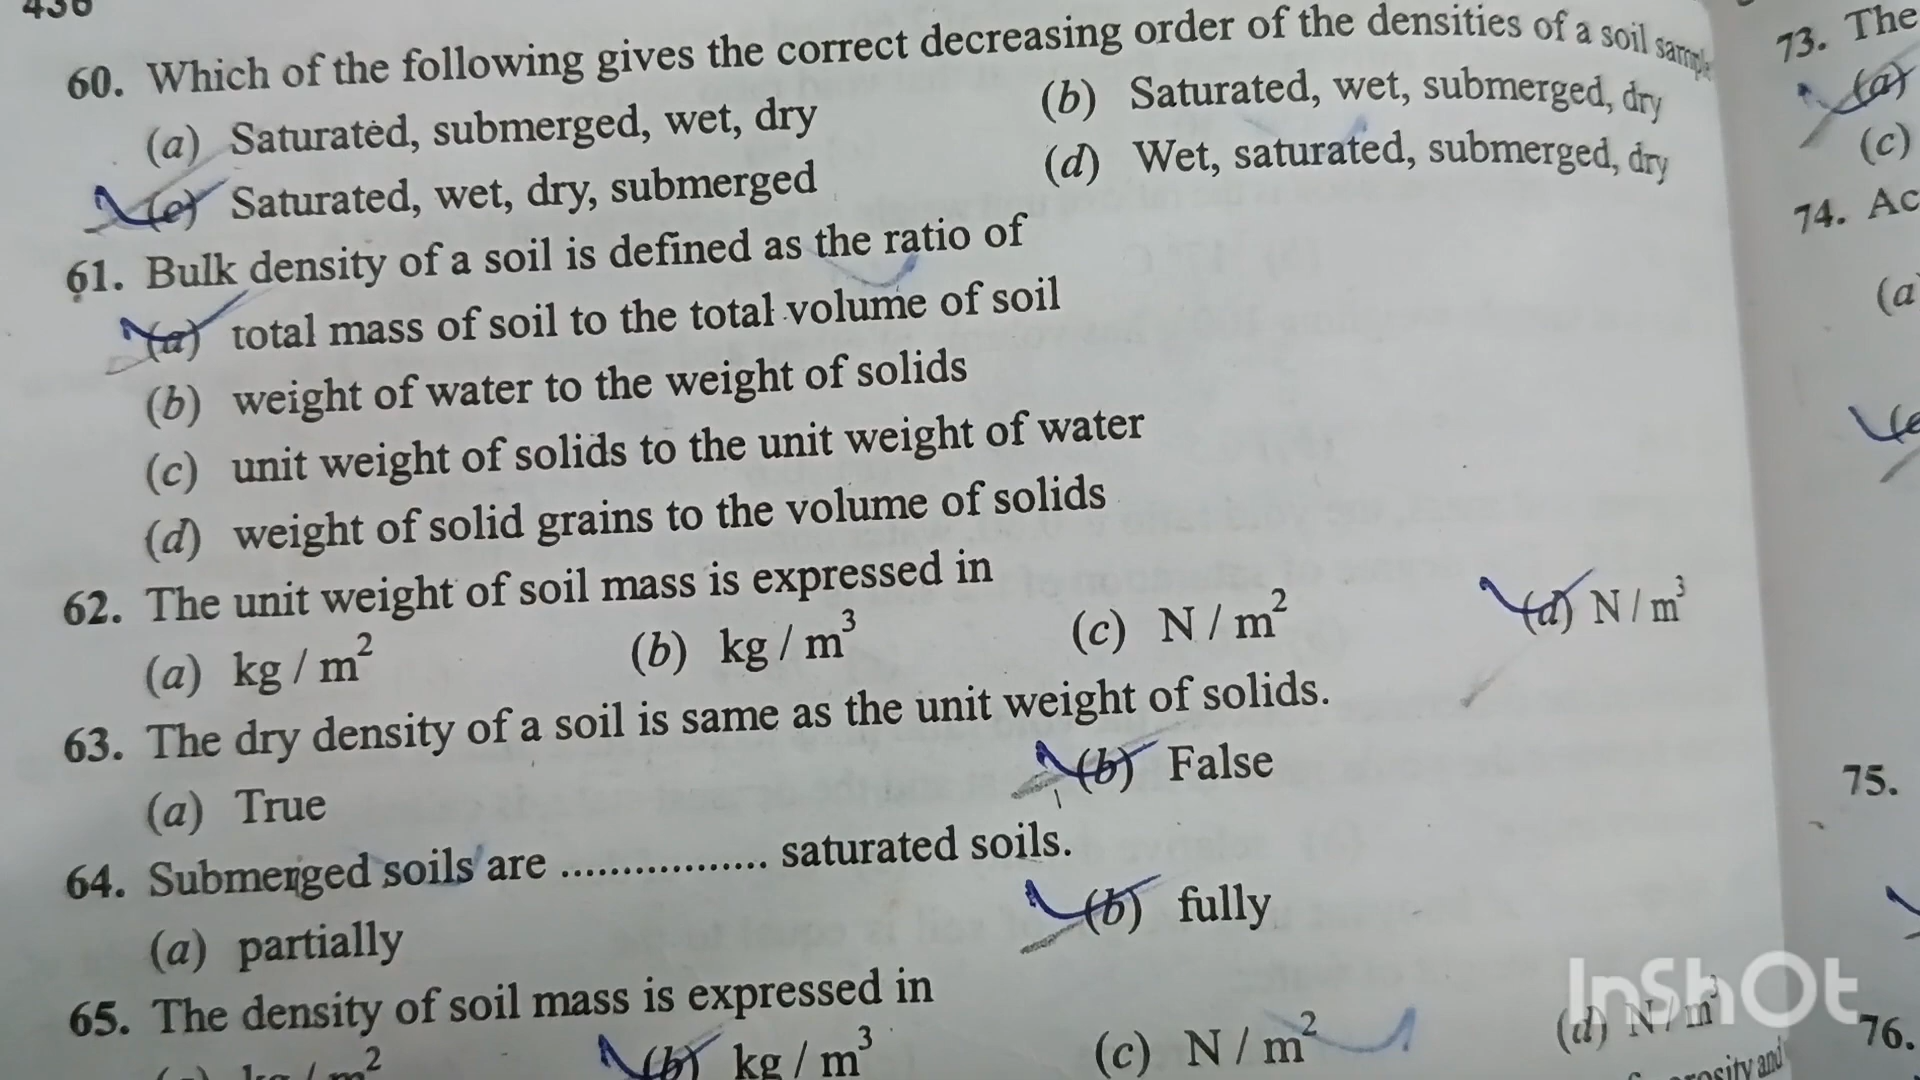 60. Which of the following gives the correct decreasing order of the densities of a soil sample
(a) Saturated, submerged, wet, dry
(b) Saturated, wet, submerged, dry
(c) Saturated, wet, dry, submerged
(d) Wet, saturated, submerged, dry
61. Bulk density of a soil is defined as the ratio of
(a) total mass of soil to the total volume of soil
(b) weight of water to the weight of solids
(c) unit weight of solids to the unit weight of water
(d) weight of solid grains to the volume of solids
62. The unit weight of soil mass is expressed in
(a) kg / m² (b) kg / m³ (c) N / m² (d) N / m³
63. The dry density of a soil is same as the unit weight of solids.
(a) True (b) False
64. Submerged soils are ................ saturated soils.
(a) partially (b) fully
65. The density of soil mass is expressed in
(b) kg / m³ (c) N / m² (d) N / m³
73. The
(a)
(c)
74. Ac
(a
75.
76.
InShOt